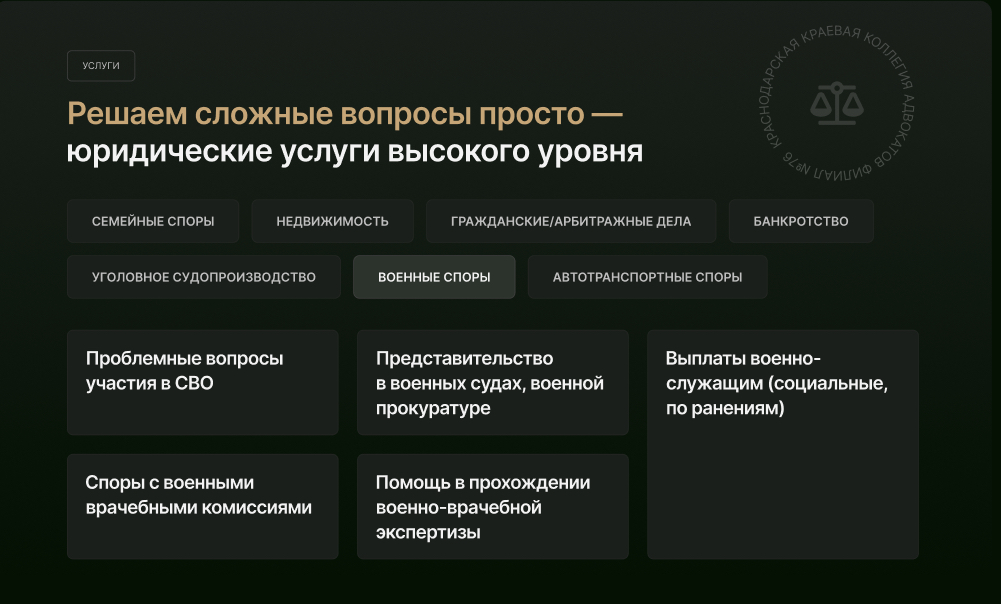 УСЛУГИ
Решаем сложные вопросы просто —
юридические услуги высокого уровня
КРАСНОДАРСКАЯ КРАЕВАЯ КОЛЛЕГИЯ АДВОКАТОВ ФИЛИАЛ №76
СЕМЕЙНЫЕ СПОРЫ
НЕДВИЖИМОСТЬ
ГРАЖДАНСКИЕ/АРБИТРАЖНЫЕ ДЕЛА
БАНКРОТСТВО
УГОЛОВНОЕ СУДОПРОИЗВОДСТВО
ВОЕННЫЕ СПОРЫ
АВТОТРАНСПОРТНЫЕ СПОРЫ
Проблемные вопросы
участия в СВО
Представительство
в военных судах, военной
прокуратуре
Выплаты военно-
служащим (социальные,
по ранениям)
Споры с военными
врачебными комиссиями
Помощь в прохождении
военно-врачебной
экспертизы